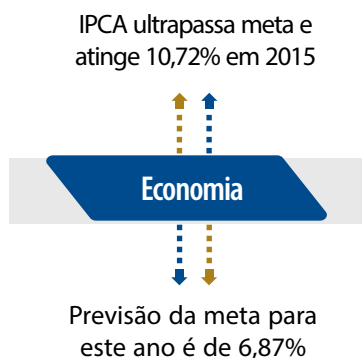 IPCA ultrapassa meta e
atinge 10,72% em 2015
Economia
Previsão da meta para
este ano é de 6,87%